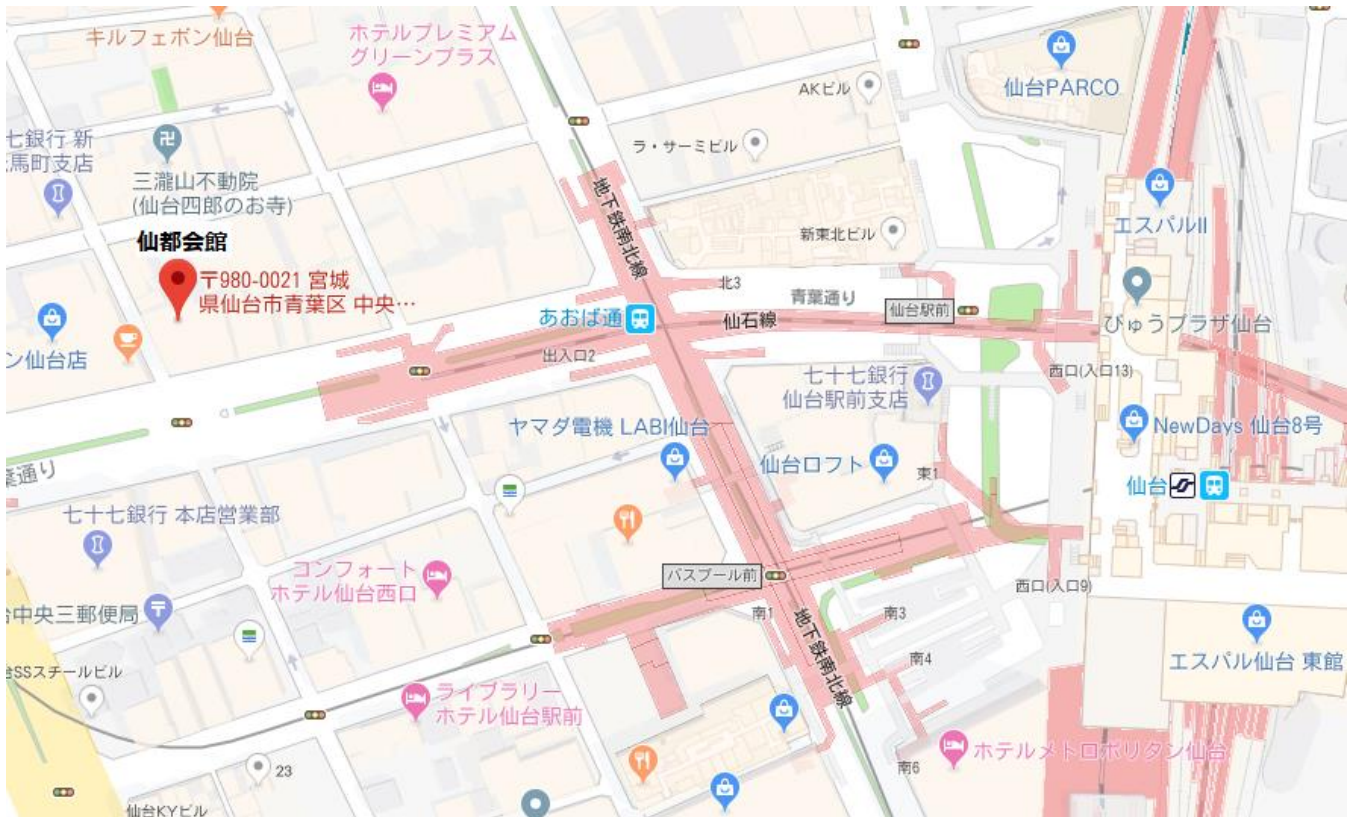 キルフェボン仙台
ホテルプレミアム
グリーンプラス
仙台PARCO
AKビル
ラ・サーミビル
七銀行 新
馬町支店
三瀧山不動院
(仙台四郎のお寺)
仙都会館
〒980-0021 宮城
県仙台市青葉区 中央…
地下鉄南北線
新東北ビル
エスパルII
北3
青葉通り
仙台駅前
びゅうプラザ仙台
あおば通
仙石線
出入口2
ン仙台店
西口(入口13)
七十七銀行
仙台駅前支店
ヤマダ電機 LABI仙台
仙台ロフト
NewDays 仙台8号
東1
仙台
青葉通り
七十七銀行 本店営業部
コンフォート
ホテル仙台西口
バスプール前
西口(入口9)
台中央三郵便局
南1
南3
南4
地下鉄南北線
エスパル仙台 東館
台SSスチールビル
ライブラリー
ホテル仙台駅前
ホテルメトロポリタン仙台
南6
23
仙台KYビル